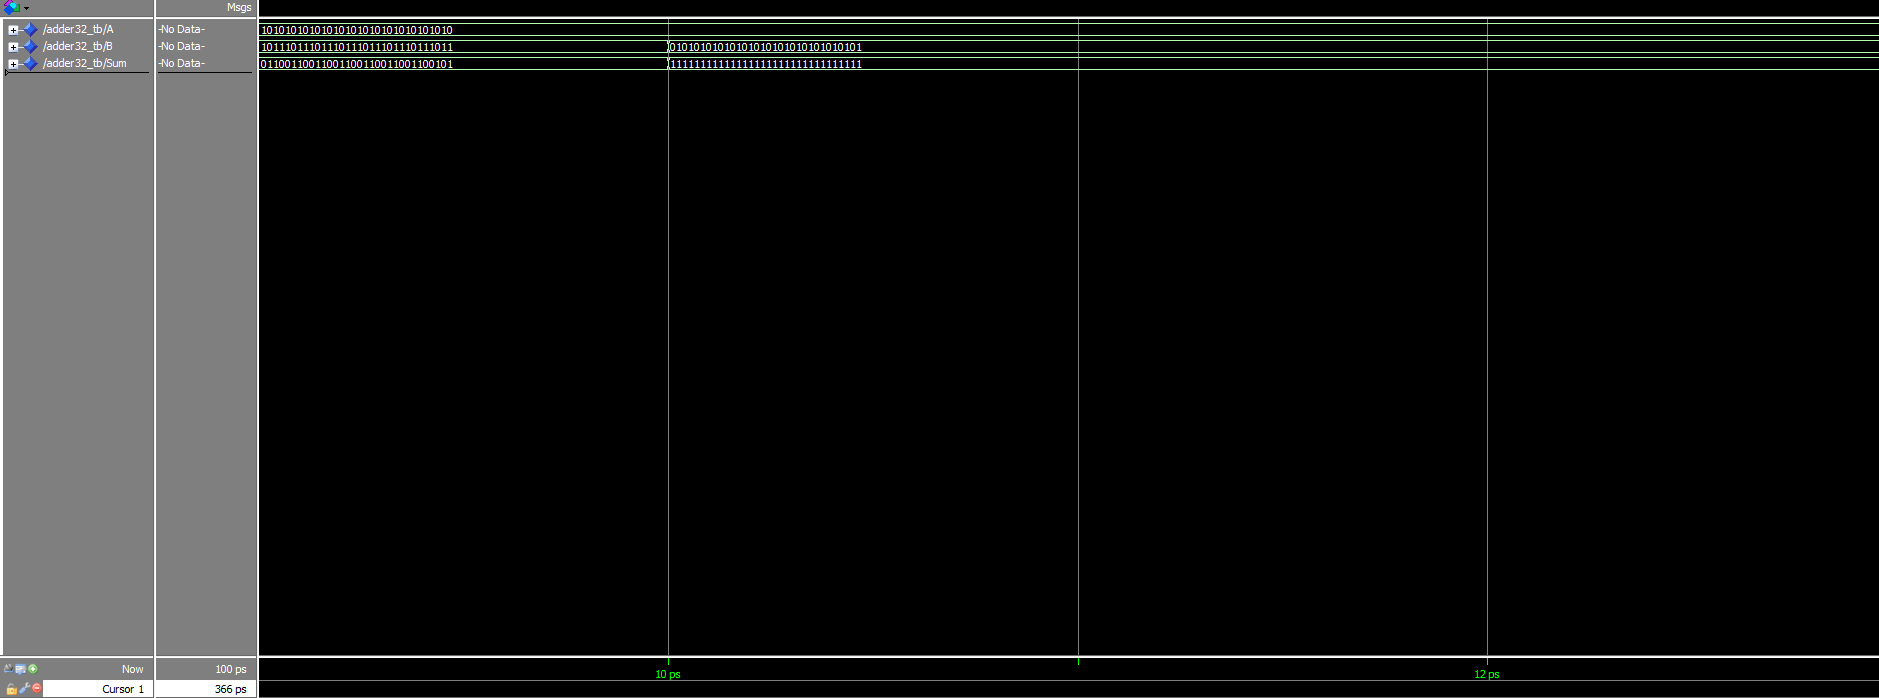 Msgs
/adder32_tb/A -No Data- 10101010101010101010101010101010
/adder32_tb/B -No Data- 10111011101110111011101110111011 01010101010101010101010101010101
/adder32_tb/Sum -No Data- 01100110011001100110011001100101 11111111111111111111111111111111
Now 100 ps 10 ps 12 ps
Cursor 1 366 ps